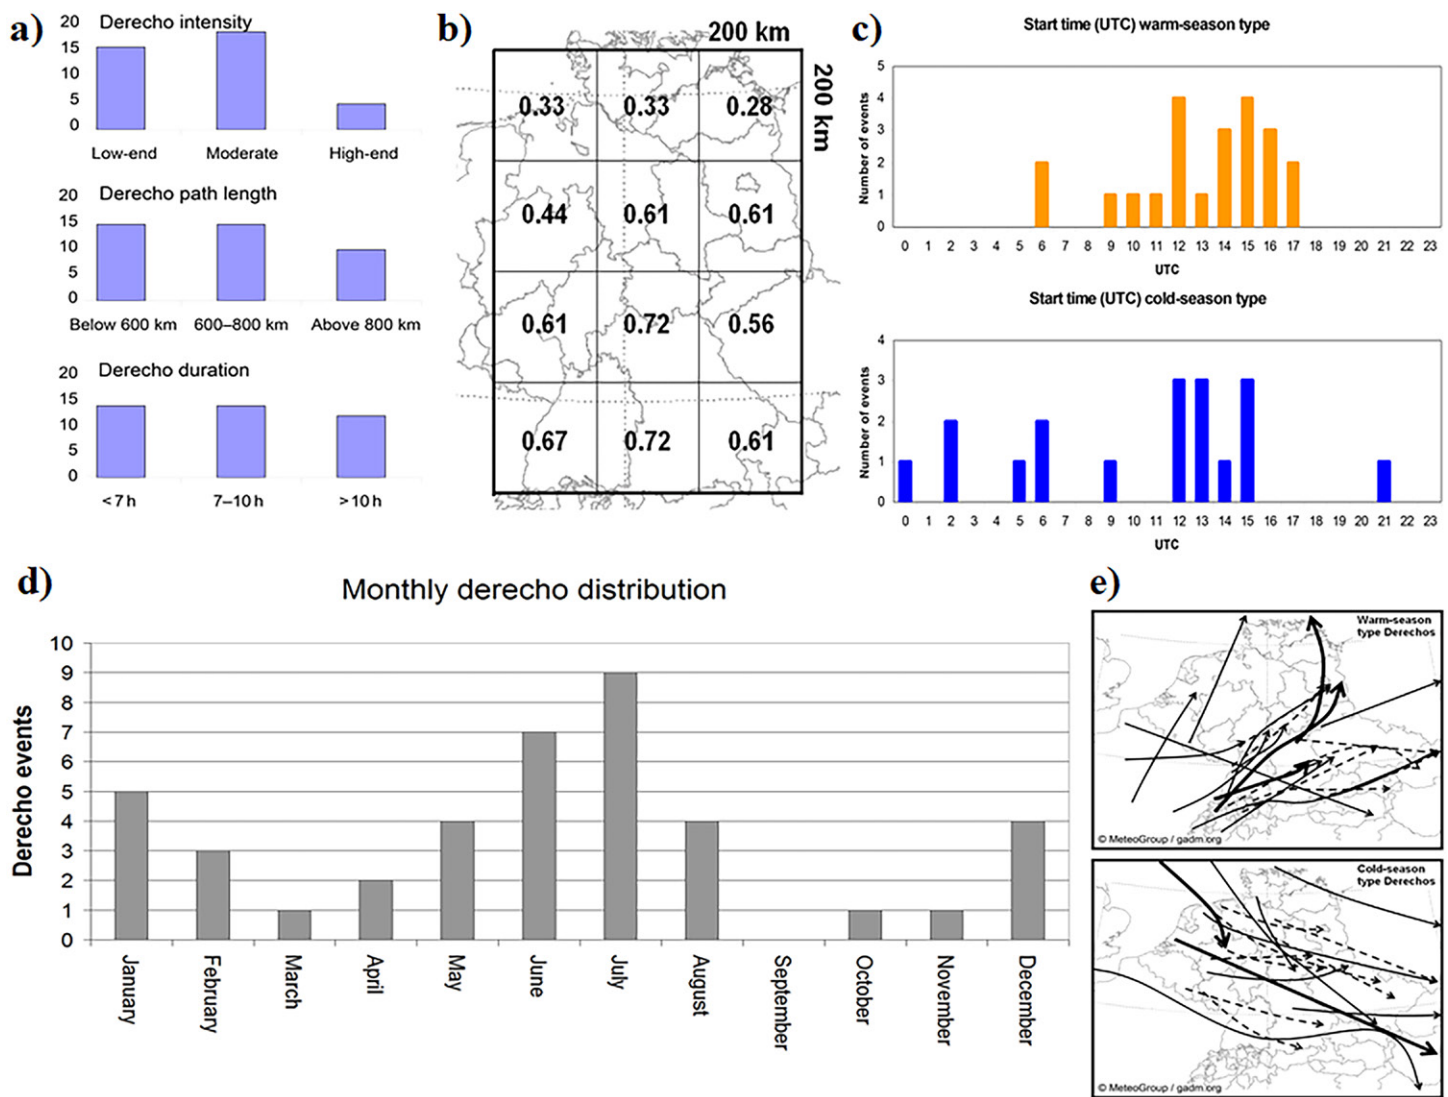 a)
Derecho intensity
20
15
10
5
0
Low-end Moderate High-end
Derecho path length
20
15
10
5
0
Below 600 km 600–800 km Above 800 km
Derecho duration
20
15
10
5
0
<7 h 7–10 h >10 h
b)
200 km
200 km
0.33 0.33 0.28
0.44 0.61 0.61
0.61 0.72 0.56
0.67 0.72 0.61
c)
Start time (UTC) warm-season type
Number of events
5
4
3
2
1
0
0 1 2 3 4 5 6 7 8 9 10 11 12 13 14 15 16 17 18 19 20 21 22 23
UTC
Start time (UTC) cold-season type
Number of events
4
3
2
1
0
0 1 2 3 4 5 6 7 8 9 10 11 12 13 14 15 16 17 18 19 20 21 22 23
UTC
d)
Monthly derecho distribution
Derecho events
10
9
8
7
6
5
4
3
2
1
0
January February March April May June July August September October November December
e)
Warm-season
type Derechos
© MeteoGroup / gadm.org
Cold-season
type Derechos
© MeteoGroup / gadm.org